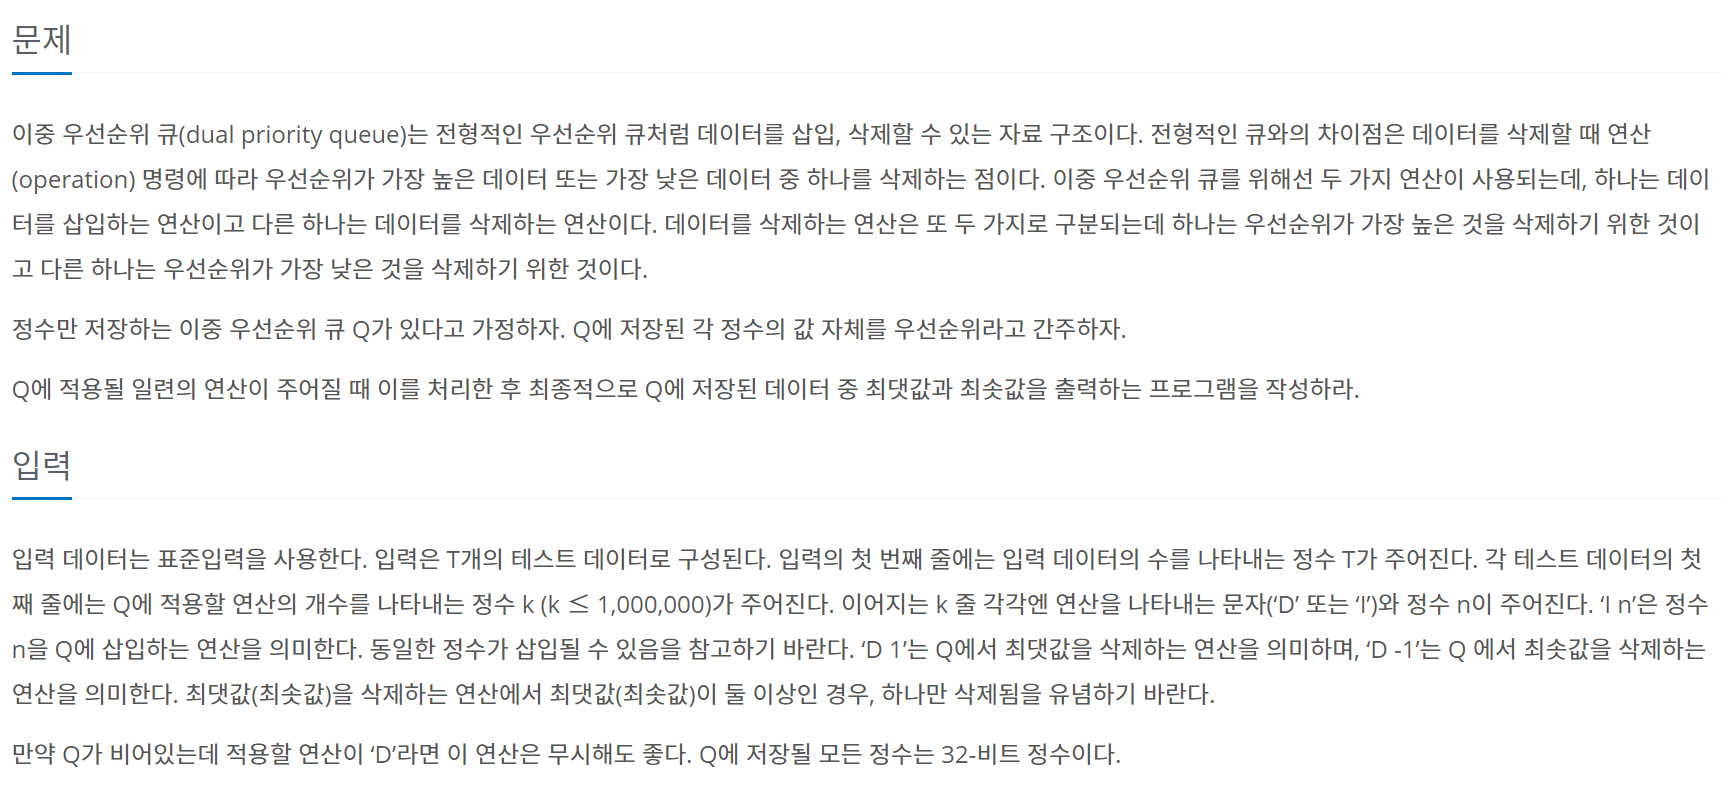 문제
이중 우선순위 큐(dual priority queue)는 전형적인 우선순위 큐처럼 데이터를 삽입, 삭제할 수 있는 자료 구조이다. 전형적인 큐와의 차이점은 데이터를 삭제할 때 연산
(operation) 명령에 따라 우선순위가 가장 높은 데이터 또는 가장 낮은 데이터 중 하나를 삭제하는 점이다. 이중 우선순위 큐를 위해선 두 가지 연산이 사용되는데, 하나는 데이
터를 삽입하는 연산이고 다른 하나는 데이터를 삭제하는 연산이다. 데이터를 삭제하는 연산은 또 두 가지로 구분되는데 하나는 우선순위가 가장 높은 것을 삭제하기 위한 것이
고 다른 하나는 우선순위가 가장 낮은 것을 삭제하기 위한 것이다.
정수만 저장하는 이중 우선순위 큐 Q가 있다고 가정하자. Q에 저장된 각 정수의 값 자체를 우선순위라고 간주하자.
Q에 적용될 일련의 연산이 주어질 때 이를 처리한 후 최종적으로 Q에 저장된 데이터 중 최댓값과 최솟값을 출력하는 프로그램을 작성하라.
입력
입력 데이터는 표준입력을 사용한다. 입력은 T개의 테스트 데이터로 구성된다. 입력의 첫 번째 줄에는 입력 데이터의 수를 나타내는 정수 T가 주어진다. 각 테스트 데이터의 첫
째 줄에는 Q에 적용할 연산의 개수를 나타내는 정수 k (k ≤ 1,000,000)가 주어진다. 이어지는 k 줄 각각엔 연산을 나타내는 문자(‘D’ 또는 ‘I’)와 정수 n이 주어진다. ‘I n’은 정수
n을 Q에 삽입하는 연산을 의미한다. 동일한 정수가 삽입될 수 있음을 참고하기 바란다. ‘D 1’는 Q에서 최댓값을 삭제하는 연산을 의미하며, ‘D -1’는 Q 에서 최솟값을 삭제하는
연산을 의미한다. 최댓값(최솟값)을 삭제하는 연산에서 최댓값(최솟값)이 둘 이상인 경우, 하나만 삭제됨을 유념하기 바란다.
만약 Q가 비어있는데 적용할 연산이 ‘D’라면 이 연산은 무시해도 좋다. Q에 저장될 모든 정수는 32-비트 정수이다.